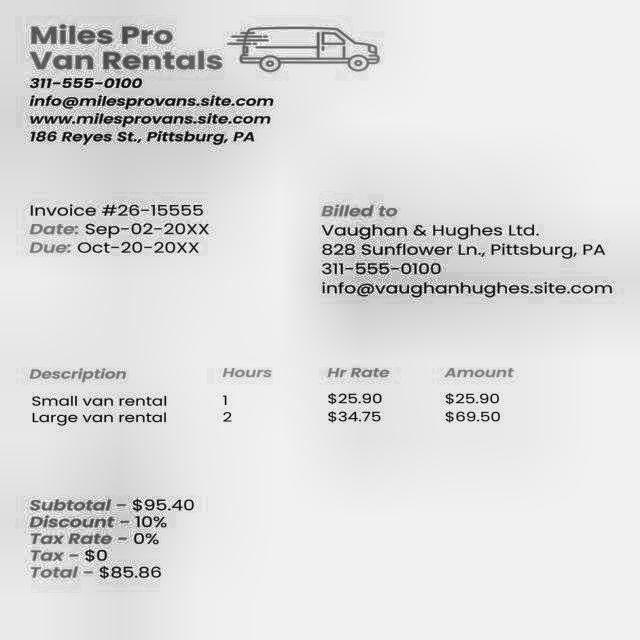 Miles Pro
Van Rentals
311-555-0100
info@milesprovans.site.com
www.milesprovans.site.com
186 Reyes St., Pittsburg, PA
Invoice #26-15555
Date: Sep-02-20XX
Due: Oct-20-20XX
Billed to
Vaughan & Hughes Ltd.
828 Sunflower Ln., Pittsburg, PA
311-555-0100
info@vaughanhughes.site.com
Description Hours Hr Rate Amount
Small van rental 1 $25.90 $25.90
Large van rental 2 $34.75 $69.50
Subtotal - $95.40
Discount - 10%
Tax Rate - 0%
Tax - $0
Total - $85.86